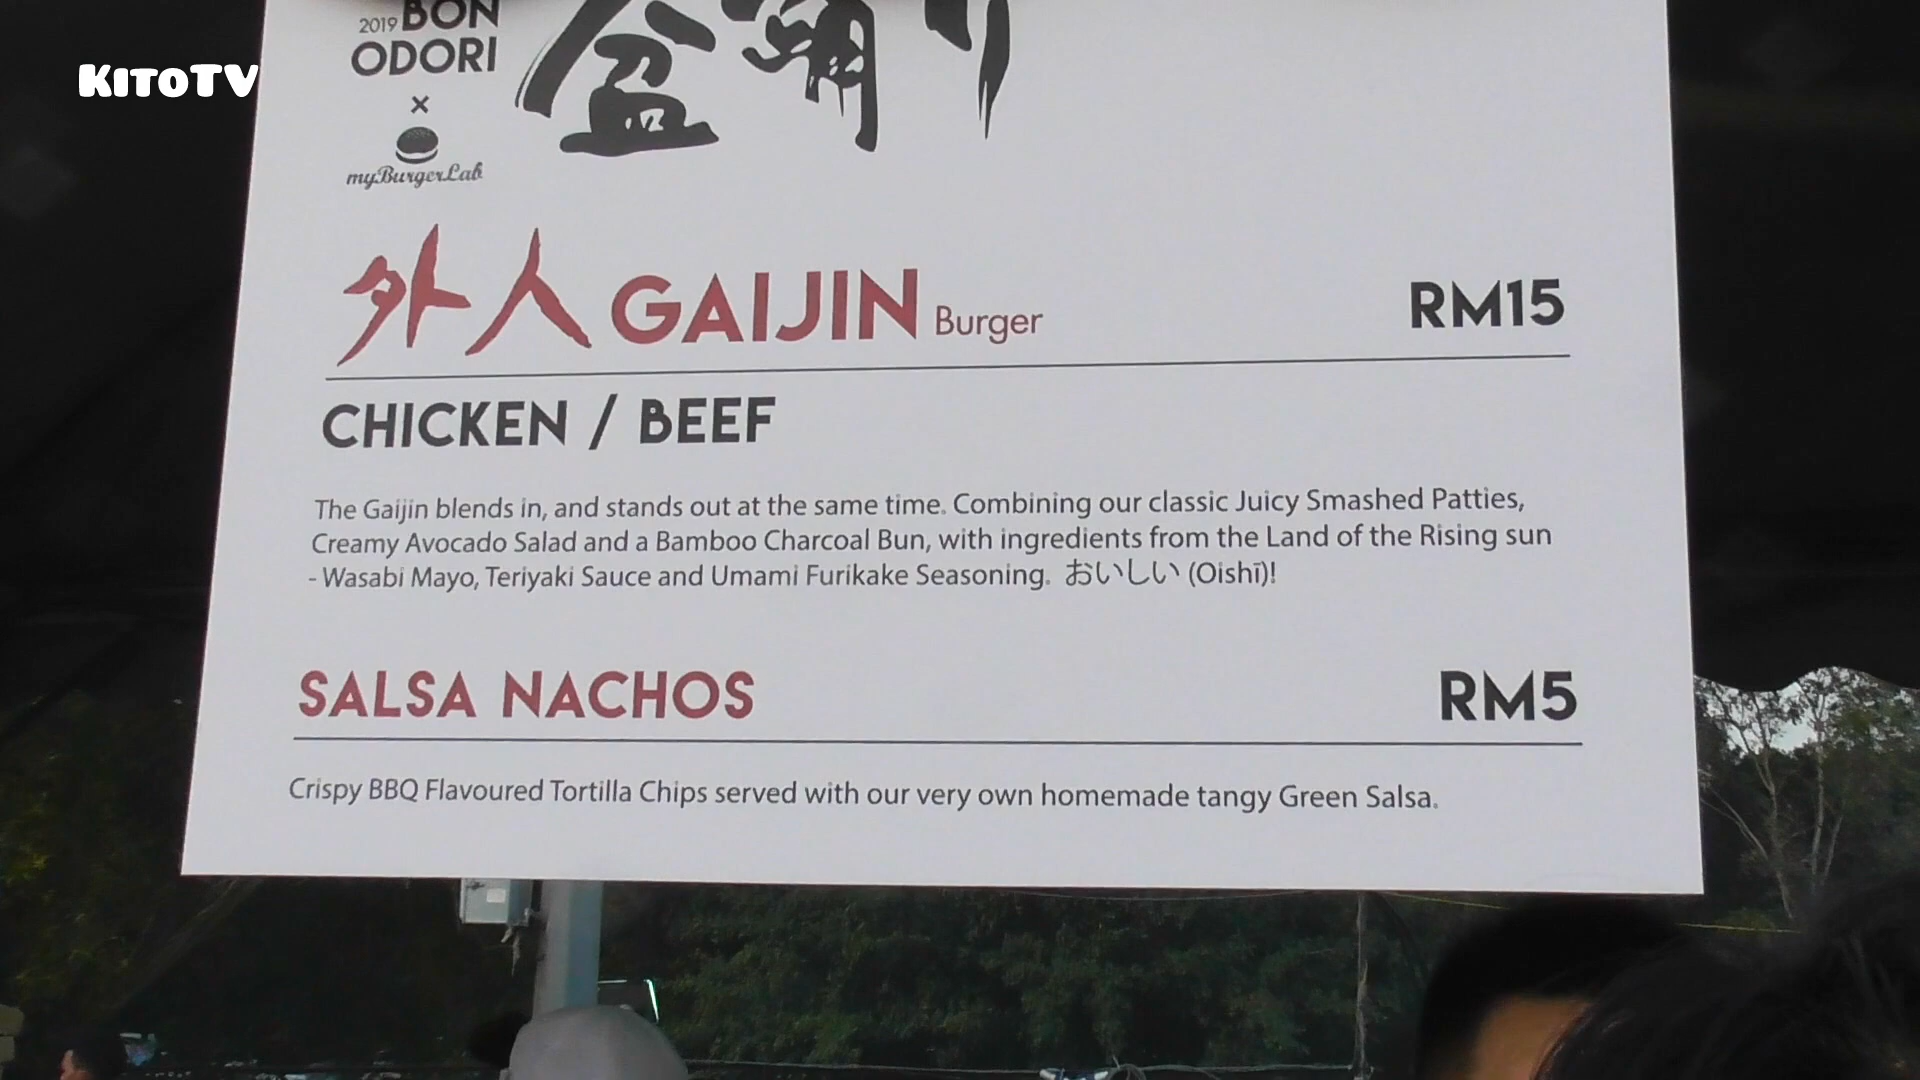 KitoTV
2019 BON
ODORI
×
myBurgerLab
盆踊り
外人 GAIJIN Burger RM15
CHICKEN / BEEF
The Gaijin blends in, and stands out at the same time. Combining our classic Juicy Smashed Patties,
Creamy Avocado Salad and a Bamboo Charcoal Bun, with ingredients from the Land of the Rising sun
- Wasabi Mayo, Teriyaki Sauce and Umami Furikake Seasoning. おいしい (Oishī)!
SALSA NACHOS RM5
Crispy BBQ Flavoured Tortilla Chips served with our very own homemade tangy Green Salsa.